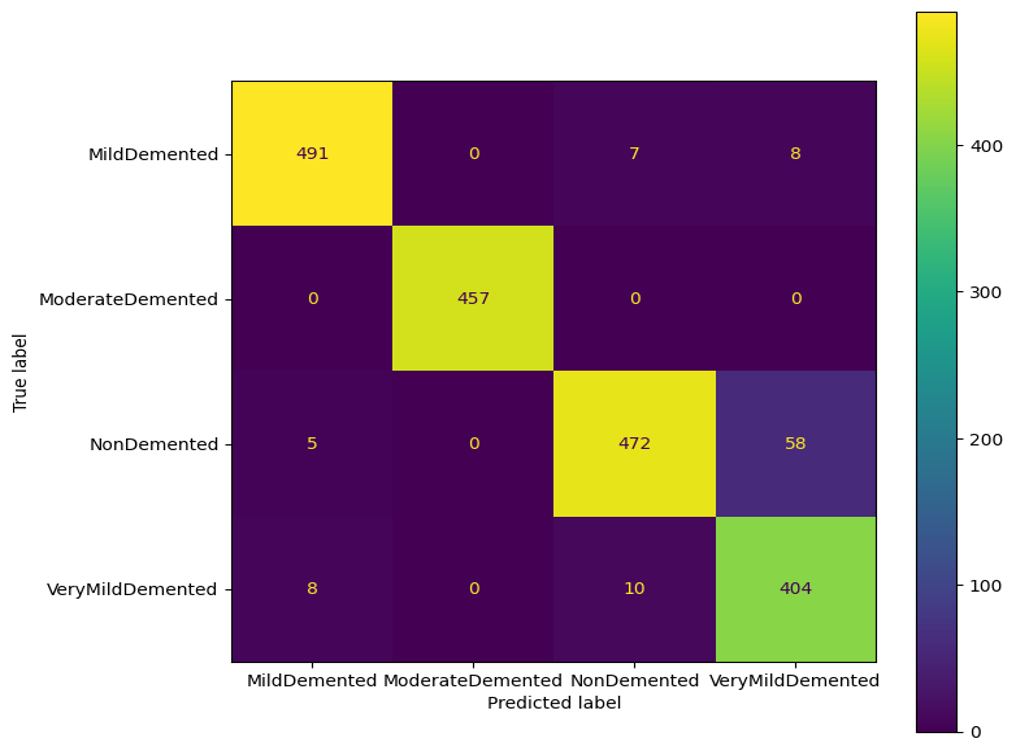 MildDemented 491 0 7 8
ModerateDemented 0 457 0 0
NonDemented 5 0 472 58
VeryMildDemented 8 0 10 404
True label
MildDemented ModerateDemented NonDemented VeryMildDemented
Predicted label
400
300
200
100
0